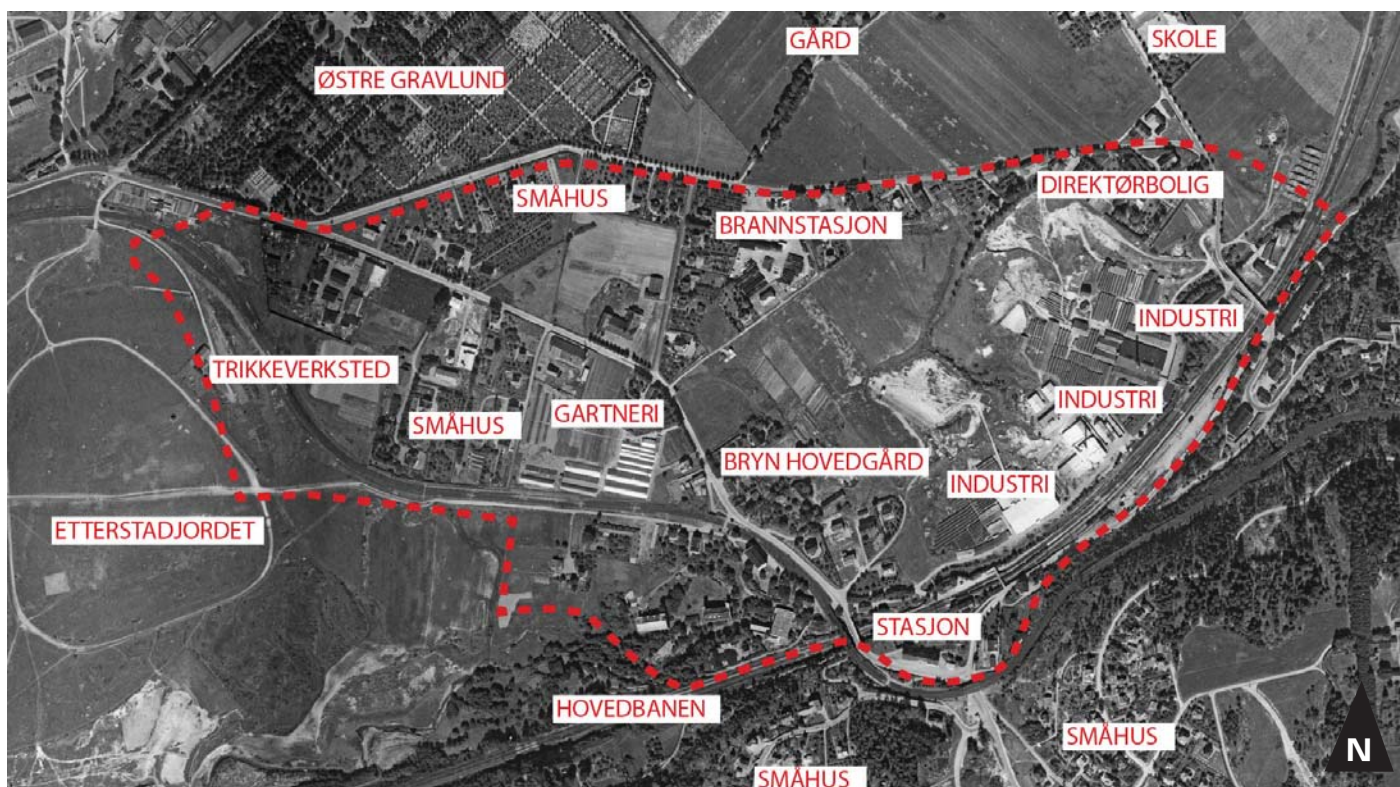 GÅRD
SKOLE
ØSTRE GRAVLUND
SMÅHUS
DIREKTØRBOLIG
BRANNSTASJON
INDUSTRI
TRIKKEVERKSTED
INDUSTRI
SMÅHUS
GARTNERI
BRYN HOVEDGÅRD
INDUSTRI
ETTERSTADJORDET
STASJON
HOVEDBANEN
SMÅHUS
N
SMÅHUS